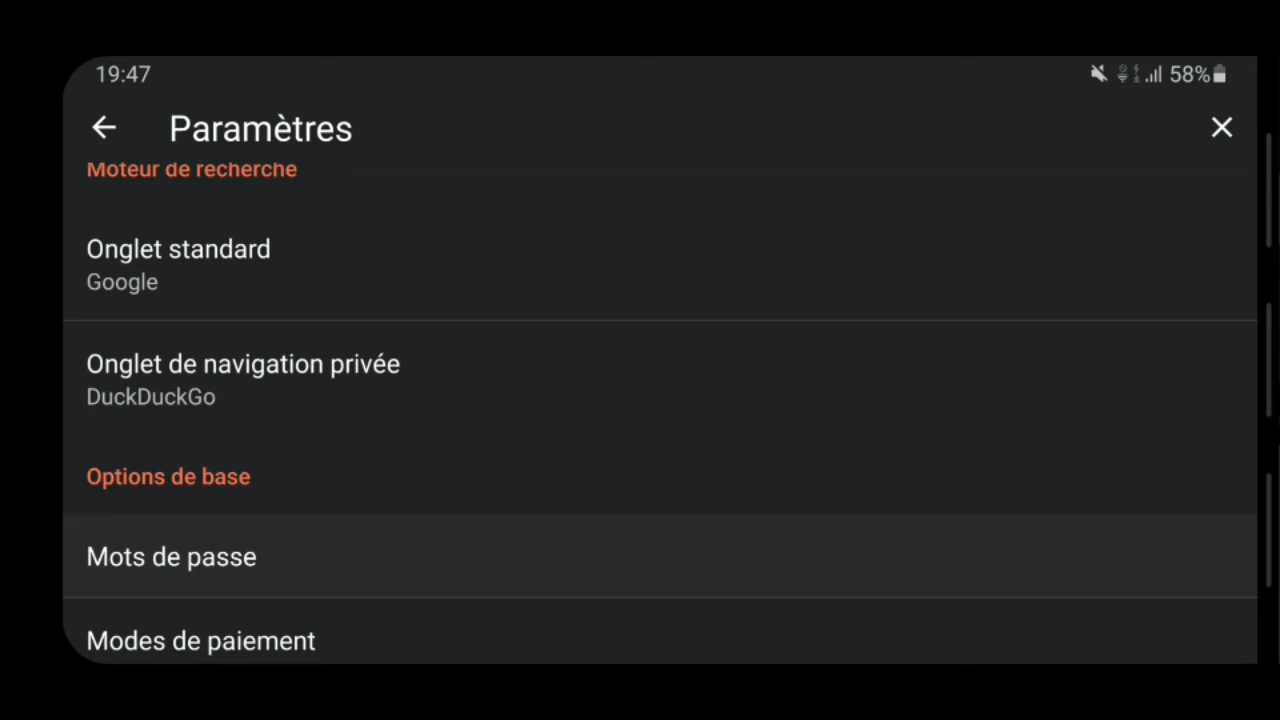 19:47
58%
Paramètres
Moteur de recherche
Onglet standard
Google
Onglet de navigation privée
DuckDuckGo
Options de base
Mots de passe
Modes de paiement